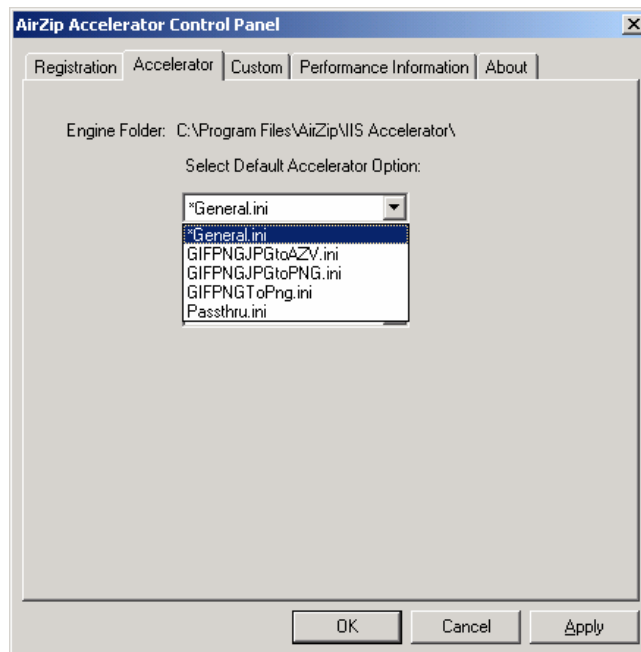 AirZip Accelerator Control Panel
Registration Accelerator Custom Performance Information About
Engine Folder: C:\Program Files\AirZip\IIS Accelerator\
Select Default Accelerator Option:
*General.ini
*General.ini
GIFPNGJPGtoAZV.ini
GIFPNGJPGtoPNG.ini
GIFPNGToPng.ini
Passthru.ini
OK Cancel Apply